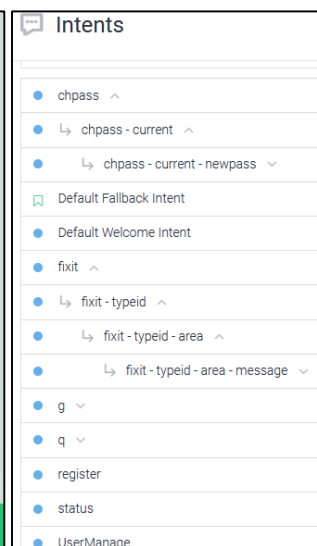 Intents
chpass
chpass - current
chpass - current - newpass
Default Fallback Intent
Default Welcome Intent
fixit
fixit - typeid
fixit - typeid - area
fixit - typeid - area - message
g
q
register
status
UserManage